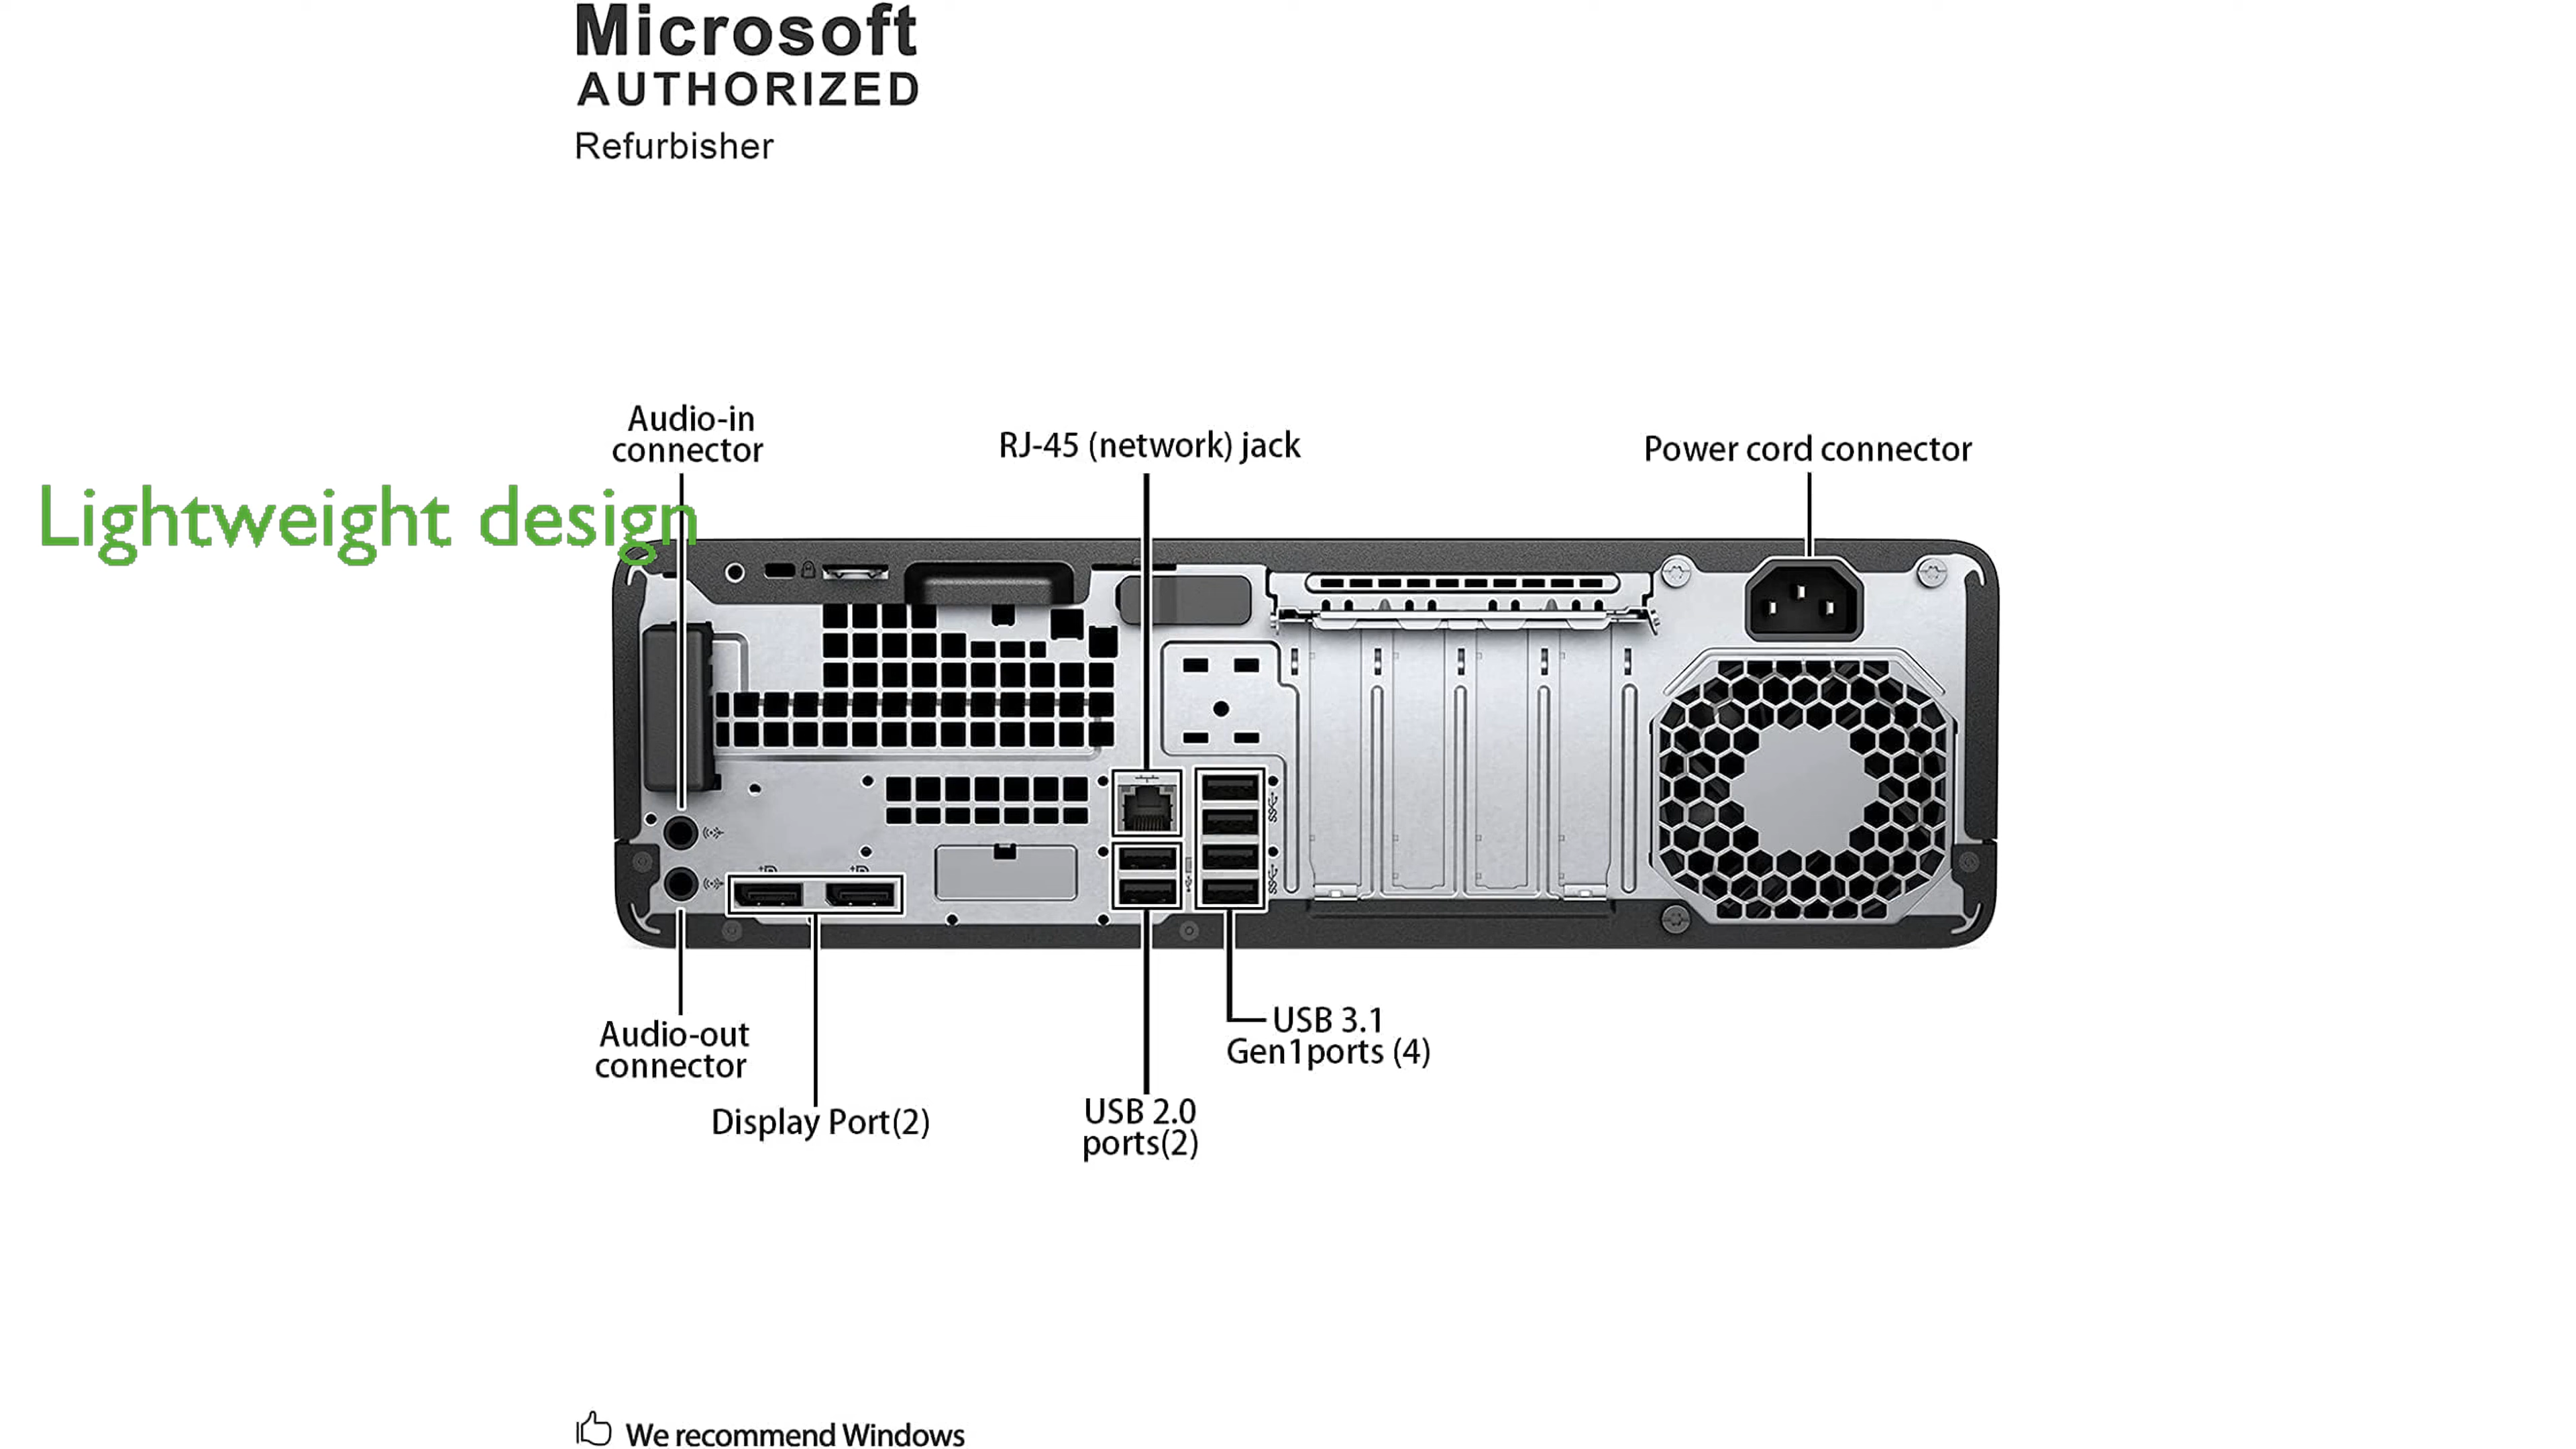 Microsoft
AUTHORIZED
Refurbisher
Audio-in
connector
RJ-45 (network) jack
Power cord connector
Lightweight design
USB 3.1
Gen1ports (4)
Audio-out
connector
Display Port(2)
USB 2.0
ports(2)
We recommend Windows